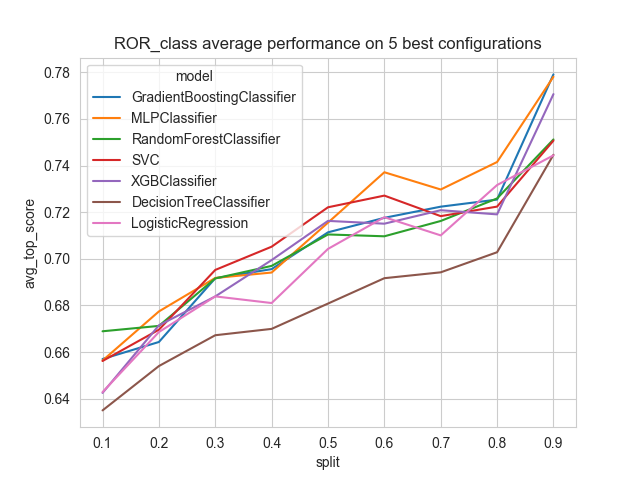 ROR_class average performance on 5 best configurations
avg_top_score
0.78
0.76
0.74
0.72
0.70
0.68
0.66
0.64
model
GradientBoostingClassifier
MLPClassifier
RandomForestClassifier
SVC
XGBClassifier
DecisionTreeClassifier
LogisticRegression
0.1 0.2 0.3 0.4 0.5 0.6 0.7 0.8 0.9
split